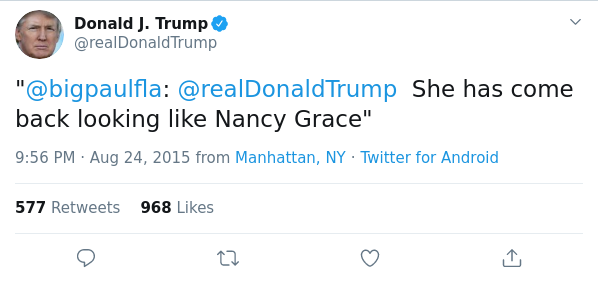 Donald J. Trump
@realDonaldTrump
"@bigpaulfla: @realDonaldTrump  She has come
back looking like Nancy Grace"
9:56 PM · Aug 24, 2015 from Manhattan, NY · Twitter for Android
577 Retweets 968 Likes